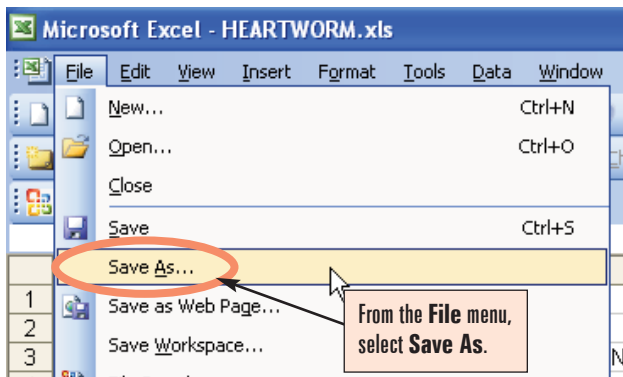 Microsoft Excel - HEARTWORM.xls
File Edit View Insert Format Tools Data Window
New... Ctrl+N
Open... Ctrl+O
Close
Save Ctrl+S
Save As...
1 Save as Web Page...
From the File menu,
2
select Save As.
3 Save Workspace... N